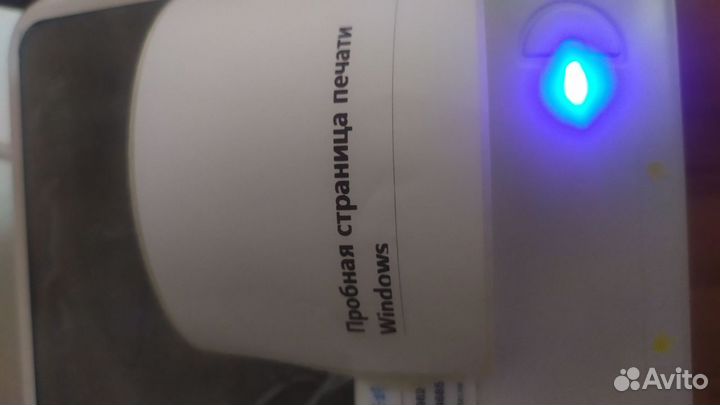 Пробная страница печати
Windows
Avito